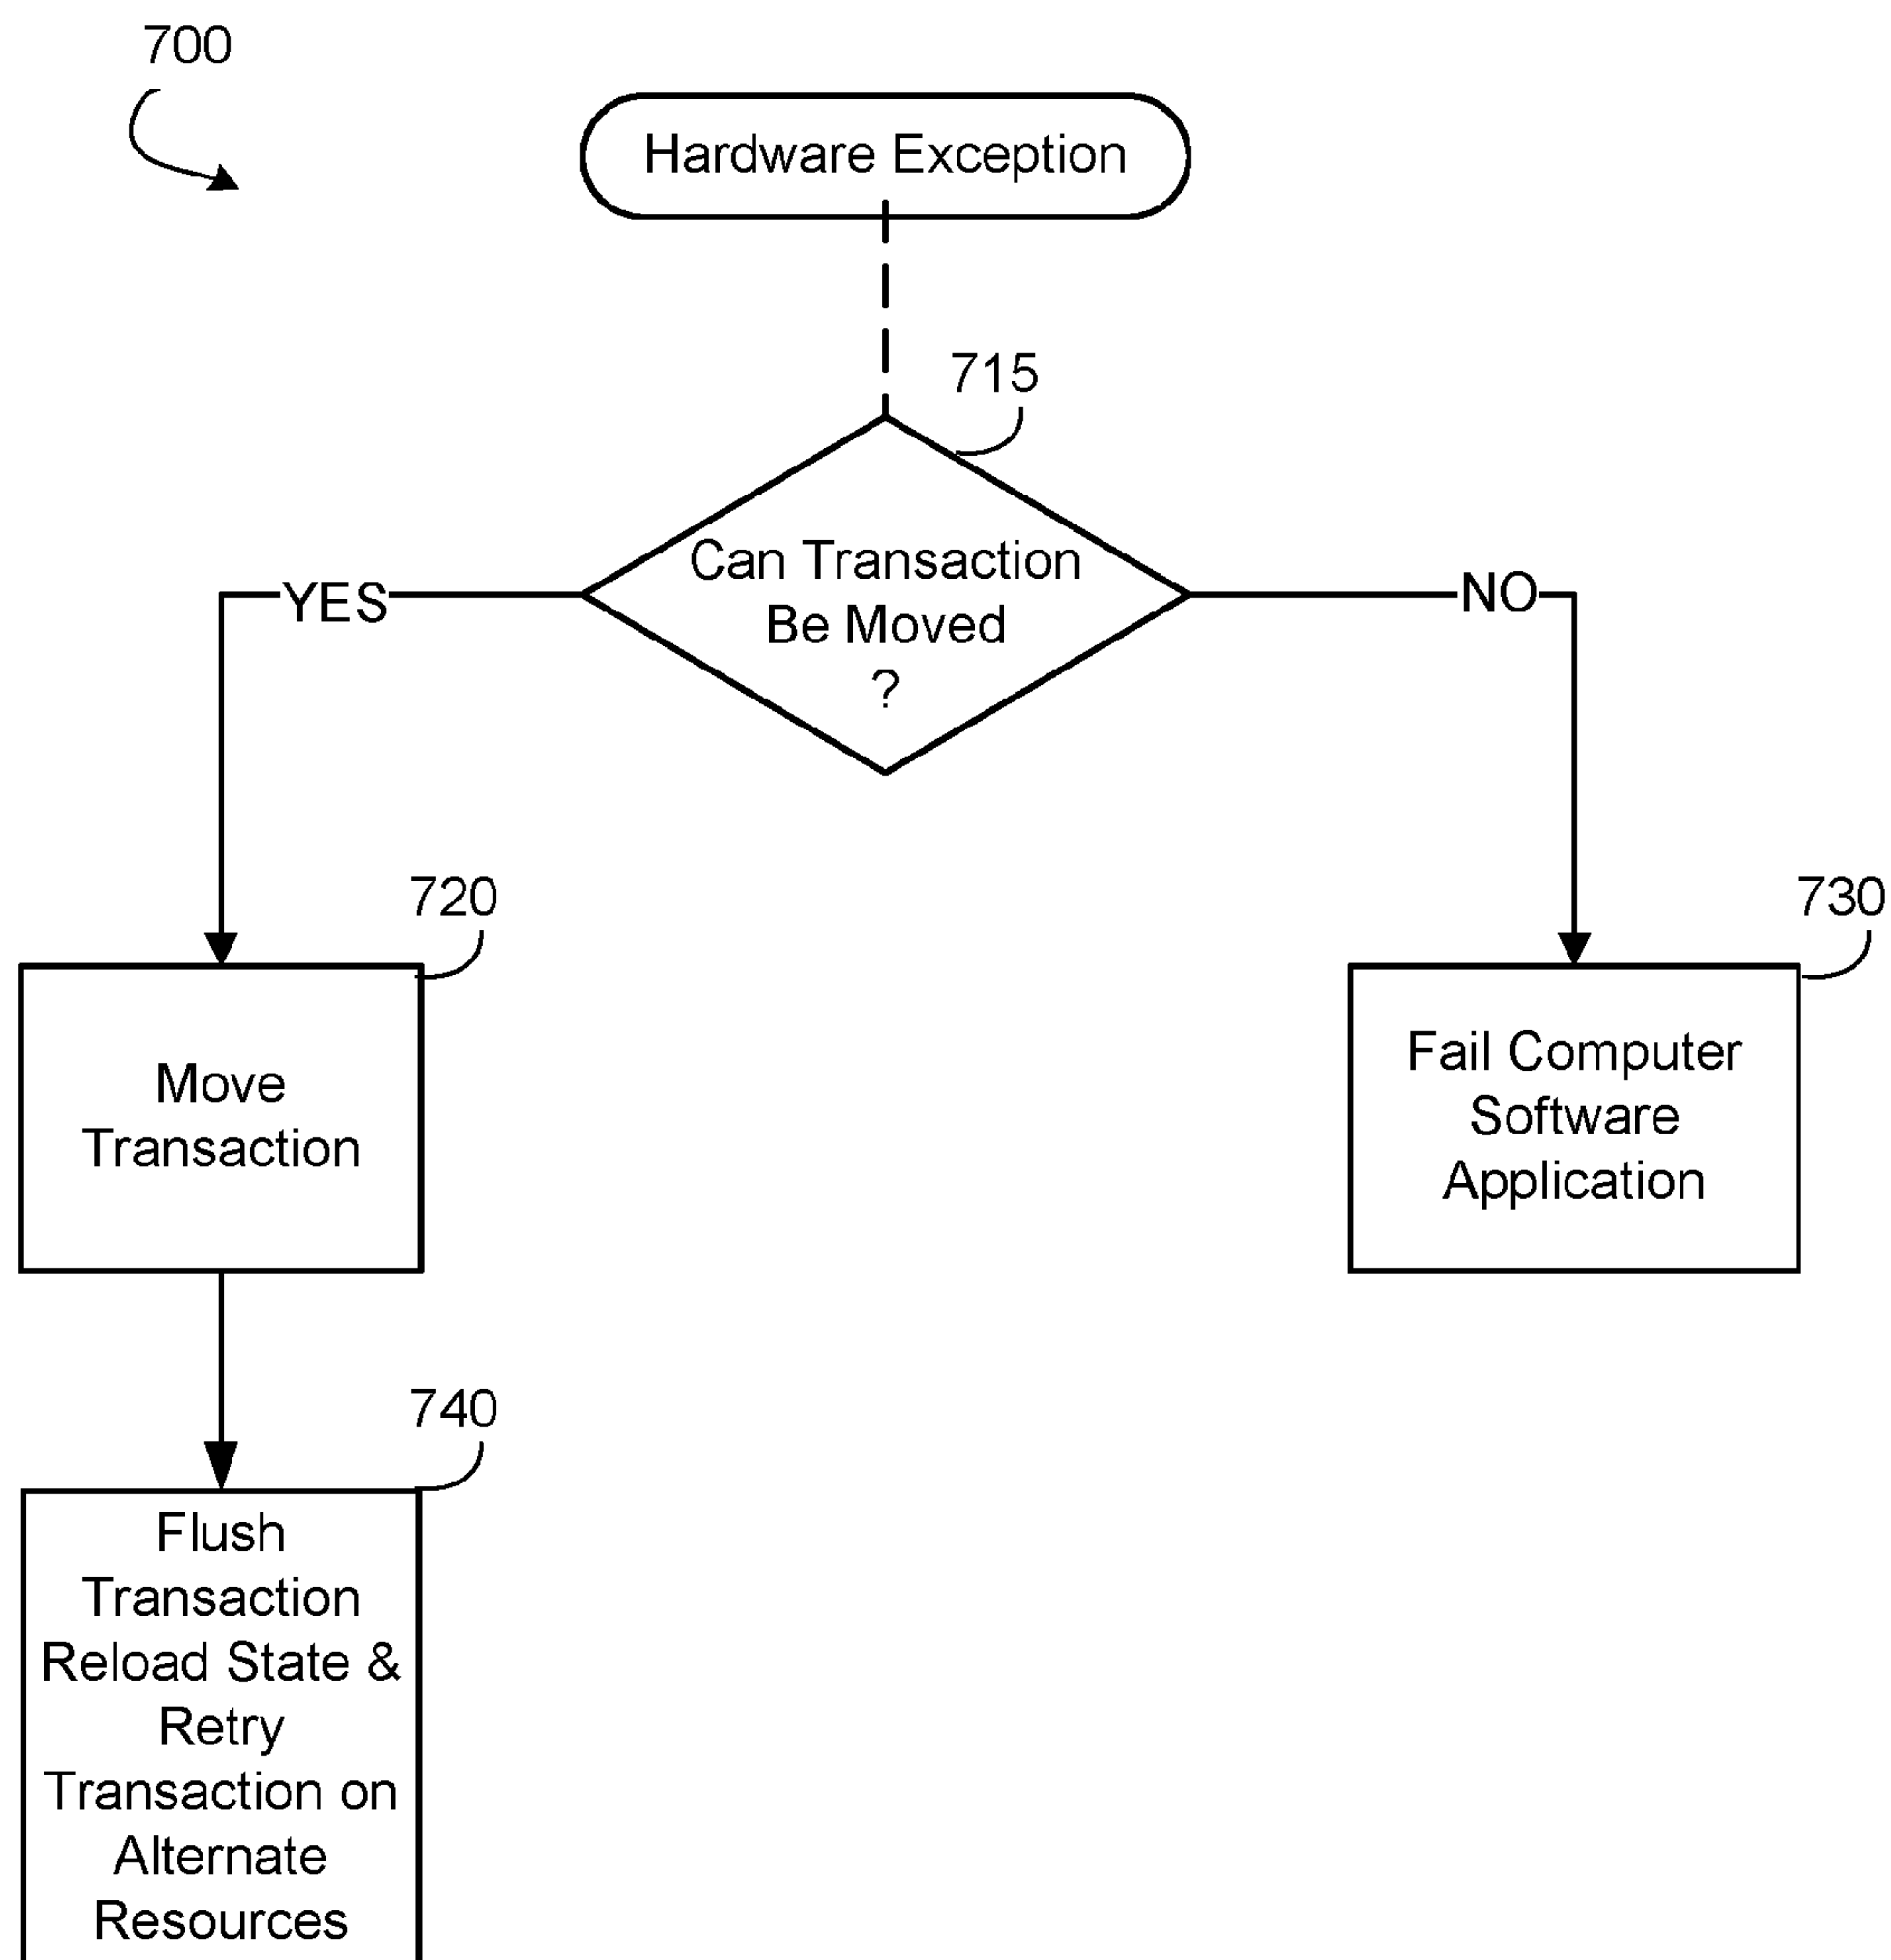 700
Hardware Exception
715
Can Transaction
Be Moved
?
YES
NO
720
730
Move
Transaction
Fail Computer
Software
Application
740
Flush
Transaction
Reload State &
Retry
Transaction on
Alternate
Resources